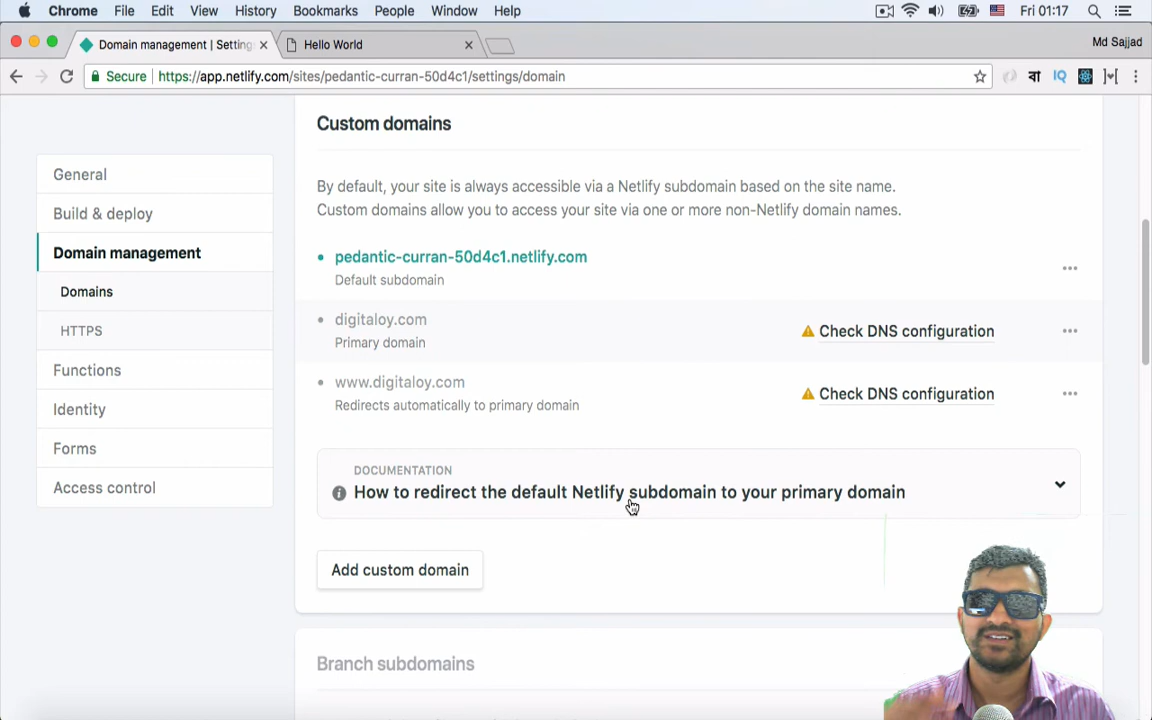 Chrome File Edit View History Bookmarks People Window Help Fri 01:17
Domain management | Setting Hello World Md Sajjad
Secure https://app.netlify.com/sites/pedantic-curran-50d4c1/settings/domain বা IQ
General
Build & deploy
Domain management
Domains
HTTPS
Functions
Identity
Forms
Access control
Custom domains
By default, your site is always accessible via a Netlify subdomain based on the site name.
Custom domains allow you to access your site via one or more non-Netlify domain names.
pedantic-curran-50d4c1.netlify.com
Default subdomain
digitaloy.com Check DNS configuration
Primary domain
www.digitaloy.com Check DNS configuration
Redirects automatically to primary domain
DOCUMENTATION
How to redirect the default Netlify subdomain to your primary domain
Add custom domain
Branch subdomains